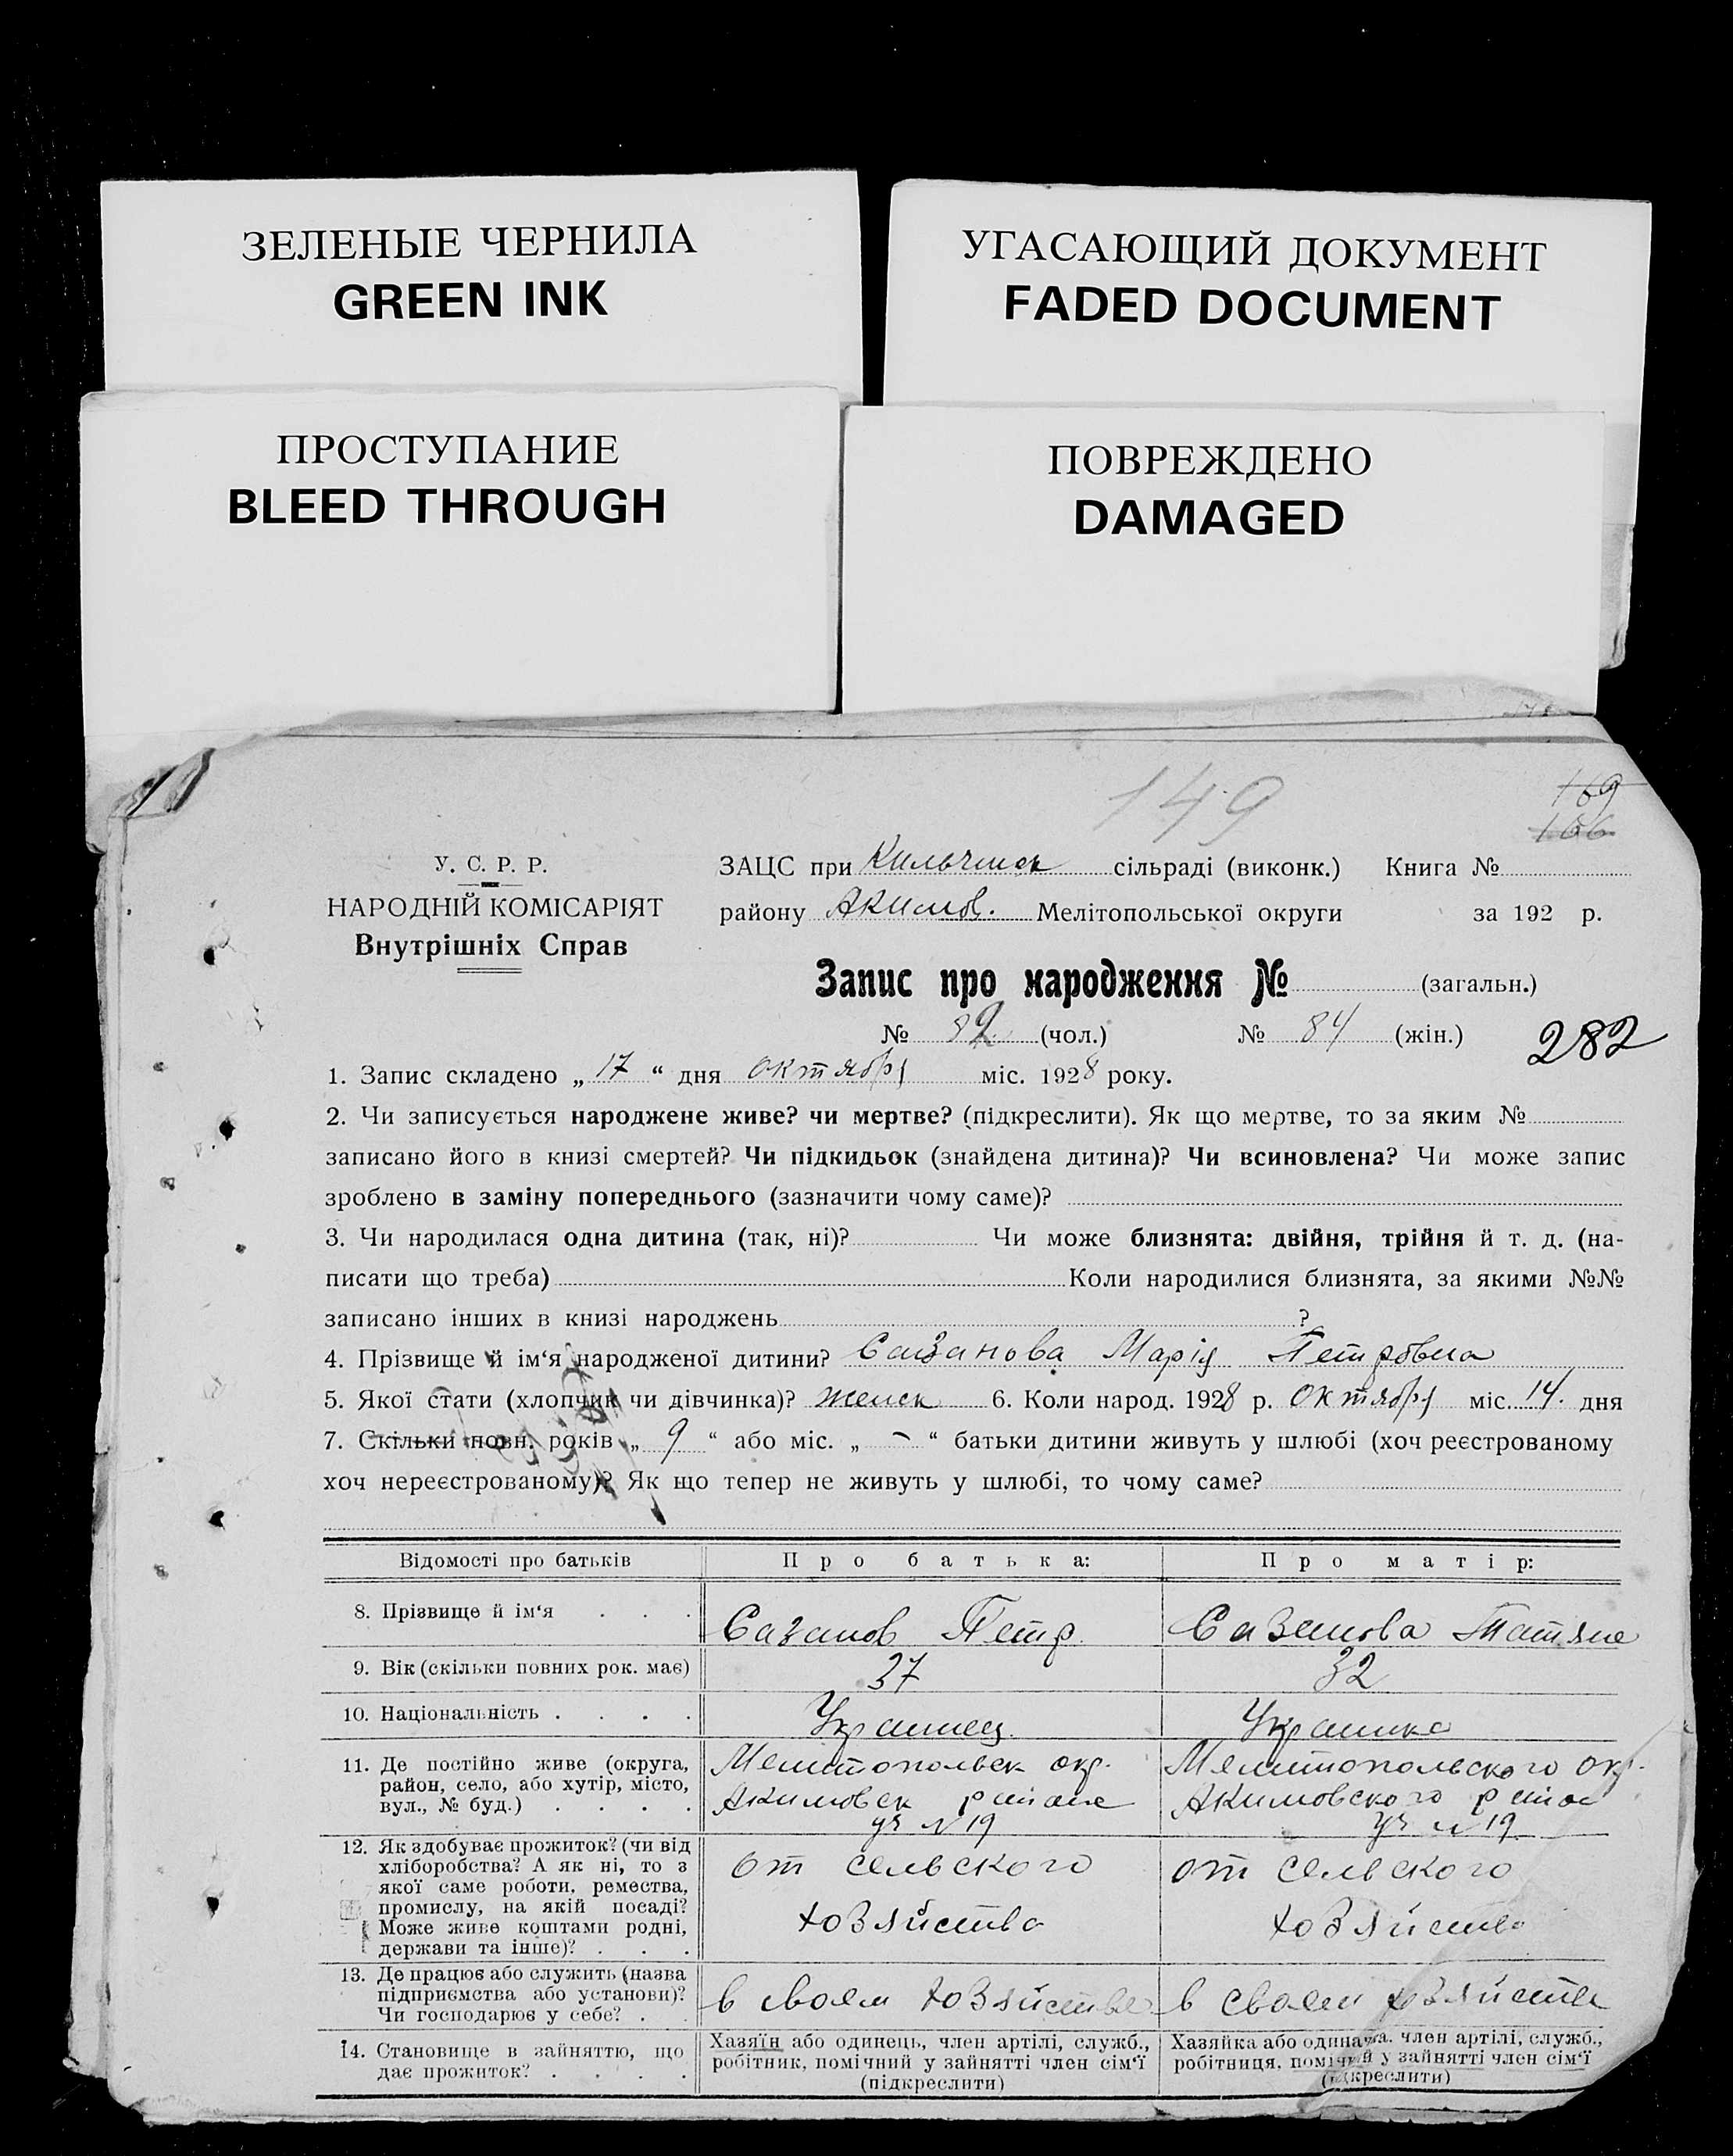 ЗЕЛЕНЫЕ ЧЕРНИЛА
GREEN INK
УГАСАЮЩИЙ ДОКУМЕНТ
FADED DOCUMENT
ПРОСТУПАНИЕ
BLEED THROUGH
ПОВРЕЖДЕНО
DAMAGED
149
169
166
У. С. Р. Р.
НАРОДНІЙ КОМІСАРІЯТ
Внутрішніх Справ
ЗАЦС при сільраді (виконк.) Книга №
району Акимов. Мелітопольської округи за 192 р.
Запис про народження № (загальн.)
№ 82 (чол.) № 84 (жін.)
282
1. Запис складено „17“ дня октября міс. 1928 року.
2. Чи записується народжене живе? чи мертве? (підкреслити). Як що мертве, то за яким №
записано його в книзі смертей? Чи підкидьок (знайдена дитина)? Чи всиновлена? Чи може запис
зроблено в заміну попереднього (зазначити чому саме)?
3. Чи народилася одна дитина (так, ні)? Чи може близнята: двійня, трійня й т. д. (на-
писати що треба) Коли народилися близнята, за якими №№
записано інших в книзі народжень ?
4. Прізвище й ім‘я народженої дитини? Сазанова Марія Петровна
5. Якої стати (хлопчик чи дівчинка)? женск 6. Коли народ. 1928 р. октября міс. 14. дня
7. Скільки повн. років „ 9 “ або міс. „ – “ батьки дитини живуть у шлюбі (хоч реєстрованому
хоч нереєстрованому)? Як що тепер не живуть у шлюбі, то чому саме?
Відомості про батьків Про батька: Про матір:
8. Прізвище й ім‘я . . . Сазанов Петр Сазанова Татяна
9. Вік (скільки повних рок. має) 37 32
10. Національність . . . . Украинец Украинка
11. Де постійно живе (округа,
район, село, або хутір, місто,
вул., № буд.) . . . .
Мелитопольск окр.
Акимовск района
уч №19
Мелитопольского окр.
Акимовского район
уч №19
12. Як здобуває прожиток? (чи від
хліборобства? А як ні, то з
якої саме роботи, ремества,
промислу, на якій посаді?
Може живе коштами родні,
держави та інше)? . . .
от сельского
хозяйства
от сельского
хозяйства
13. Де працює або служить (назва
підприємства або установи)?
Чи господарює у себе? . .
в своем хозяйстве
в своем хозяйстве
14. Становище в зайняттю, що
дає прожиток? . . . .
Хазяїн або одинець, член артілі, служб.,
робітник, помічний у зайнятті член сім‘ї
(підкреслити)
Хазяйка або одиначка. член артілі, служб.,
робітниця, помічний у зайнятті член сім‘ї
(підкреслити)